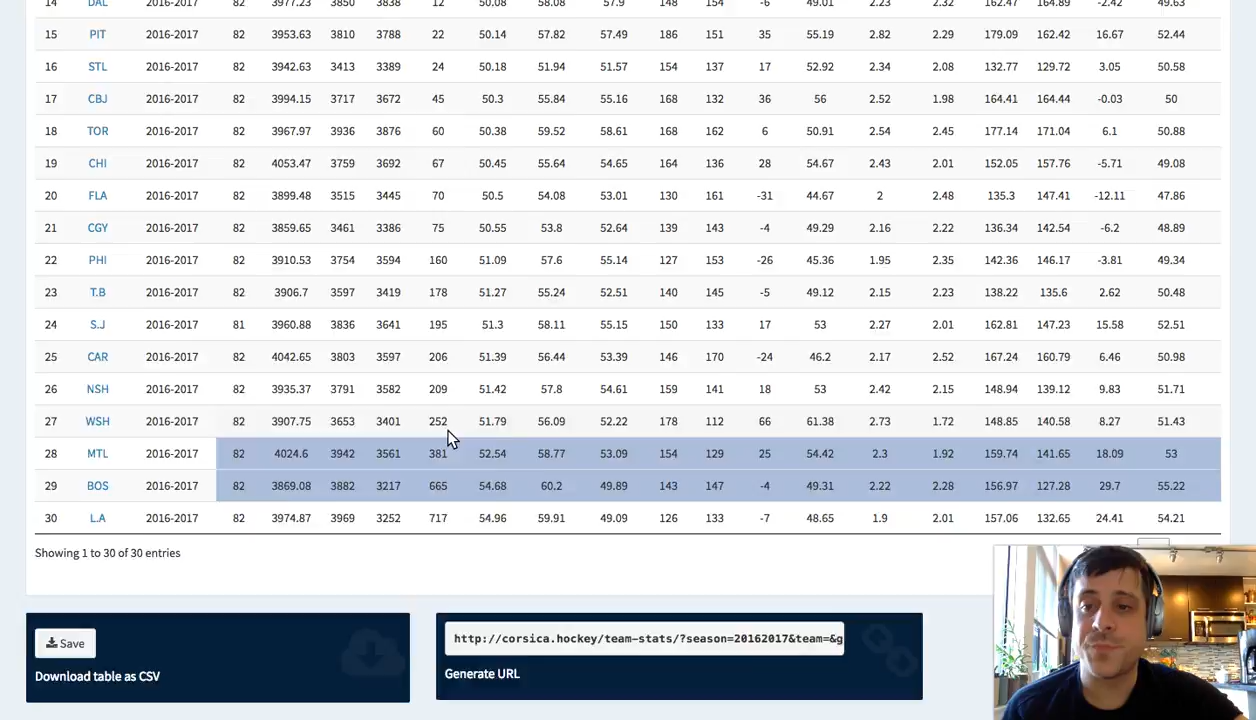 14 DAL 2016-2017 82 3977.23 3850 3838 12 50.08 58.08 57.9 148 154 -6 49.01 2.23 2.32 162.47 164.89 -2.42 49.63
15 PIT 2016-2017 82 3953.63 3810 3788 22 50.14 57.82 57.49 186 151 35 55.19 2.82 2.29 179.09 162.42 16.67 52.44
16 STL 2016-2017 82 3942.63 3413 3389 24 50.18 51.94 51.57 154 137 17 52.92 2.34 2.08 132.77 129.72 3.05 50.58
17 CBJ 2016-2017 82 3994.15 3717 3672 45 50.3 55.84 55.16 168 132 36 56 2.52 1.98 164.41 164.44 -0.03 50
18 TOR 2016-2017 82 3967.97 3936 3876 60 50.38 59.52 58.61 168 162 6 50.91 2.54 2.45 177.14 171.04 6.1 50.88
19 CHI 2016-2017 82 4053.47 3759 3692 67 50.45 55.64 54.65 164 136 28 54.67 2.43 2.01 152.05 157.76 -5.71 49.08
20 FLA 2016-2017 82 3899.48 3515 3445 70 50.5 54.08 53.01 130 161 -31 44.67 2 2.48 135.3 147.41 -12.11 47.86
21 CGY 2016-2017 82 3859.65 3461 3386 75 50.55 53.8 52.64 139 143 -4 49.29 2.16 2.22 136.34 142.54 -6.2 48.89
22 PHI 2016-2017 82 3910.53 3754 3594 160 51.09 57.6 55.14 127 153 -26 45.36 1.95 2.35 142.36 146.17 -3.81 49.34
23 T.B 2016-2017 82 3906.7 3597 3419 178 51.27 55.24 52.51 140 145 -5 49.12 2.15 2.23 138.22 135.6 2.62 50.48
24 S.J 2016-2017 81 3960.88 3836 3641 195 51.3 58.11 55.15 150 133 17 53 2.27 2.01 162.81 147.23 15.58 52.51
25 CAR 2016-2017 82 4042.65 3803 3597 206 51.39 56.44 53.39 146 170 -24 46.2 2.17 2.52 167.24 160.79 6.46 50.98
26 NSH 2016-2017 82 3935.37 3791 3582 209 51.42 57.8 54.61 159 141 18 53 2.42 2.15 148.94 139.12 9.83 51.71
27 WSH 2016-2017 82 3907.75 3653 3401 252 51.79 56.09 52.22 178 112 66 61.38 2.73 1.72 148.85 140.58 8.27 51.43
28 MTL 2016-2017 82 4024.6 3942 3561 381 52.54 58.77 53.09 154 129 25 54.42 2.3 1.92 159.74 141.65 18.09 53
29 BOS 2016-2017 82 3869.08 3882 3217 665 54.68 60.2 49.89 143 147 -4 49.31 2.22 2.28 156.97 127.28 29.7 55.22
30 L.A 2016-2017 82 3974.87 3969 3252 717 54.96 59.91 49.09 126 133 -7 48.65 1.9 2.01 157.06 132.65 24.41 54.21
Showing 1 to 30 of 30 entries
Save
Download table as CSV
http://corsica.hockey/team-stats/?season=20162017&team=&g
Generate URL